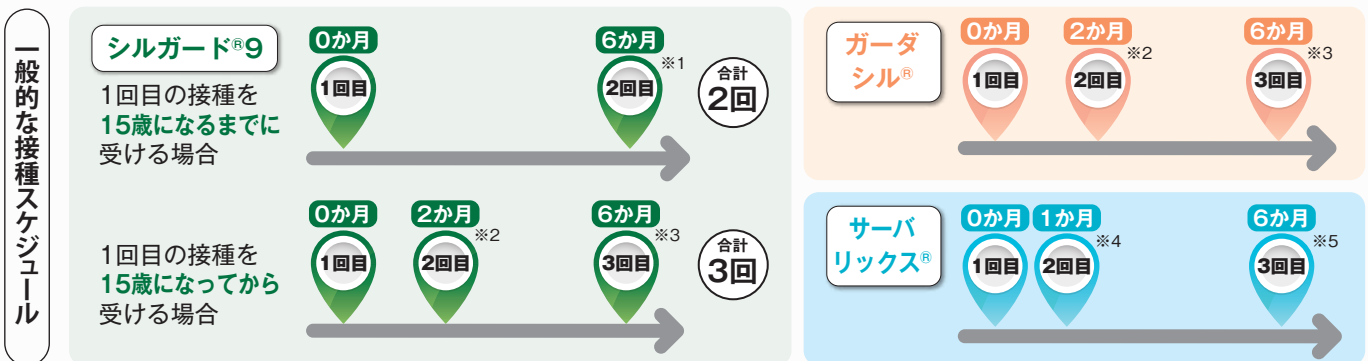 一般的な接種スケジュール
シルガード®9
1回目の接種を
15歳になるまでに
受ける場合
0か月
1回目
6か月
※1
2回目
合計
2回
1回目の接種を
15歳になってから
受ける場合
0か月
1回目
2か月
※2
2回目
6か月
※3
3回目
合計
3回
ガーダ
シル®
0か月
1回目
2か月
※2
2回目
6か月
※3
3回目
サーバ
リックス®
0か月
1回目
1か月
※4
2回目
6か月
※5
3回目